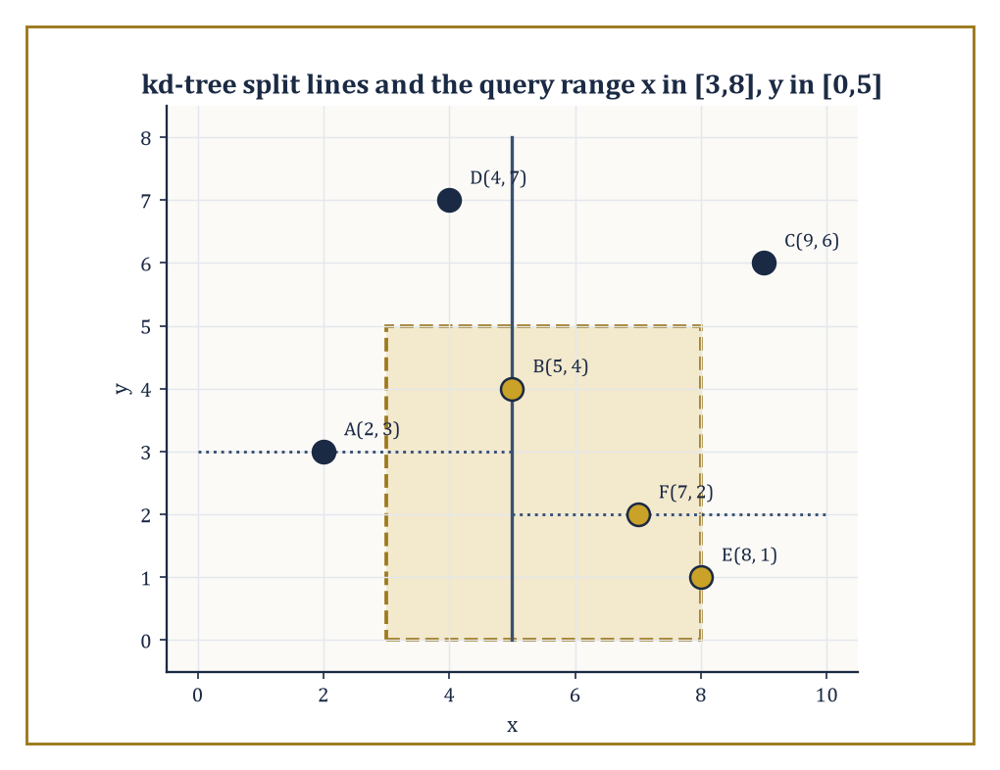 kd-tree split lines and the query range x in [3,8], y in [0,5]
8
D(4, 7)
7
C(9, 6)
6
5
B(5, 4)
4
y
A(2, 3)
3
F(7, 2)
2
E(8, 1)
1
0
0 2 4 6 8 10
x